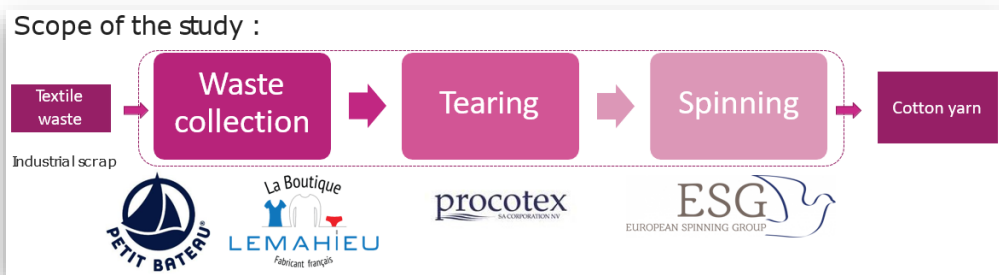 Scope of the study :
Textile
waste
Waste
collection
Tearing
Spinning
Cotton yarn
Industrial scrap
PETIT BATEAU®
La Boutique
LEMAHIEU
Fabricant français
procotex
SA CORPORATION NV
ESG
EUROPEAN SPINNING GROUP